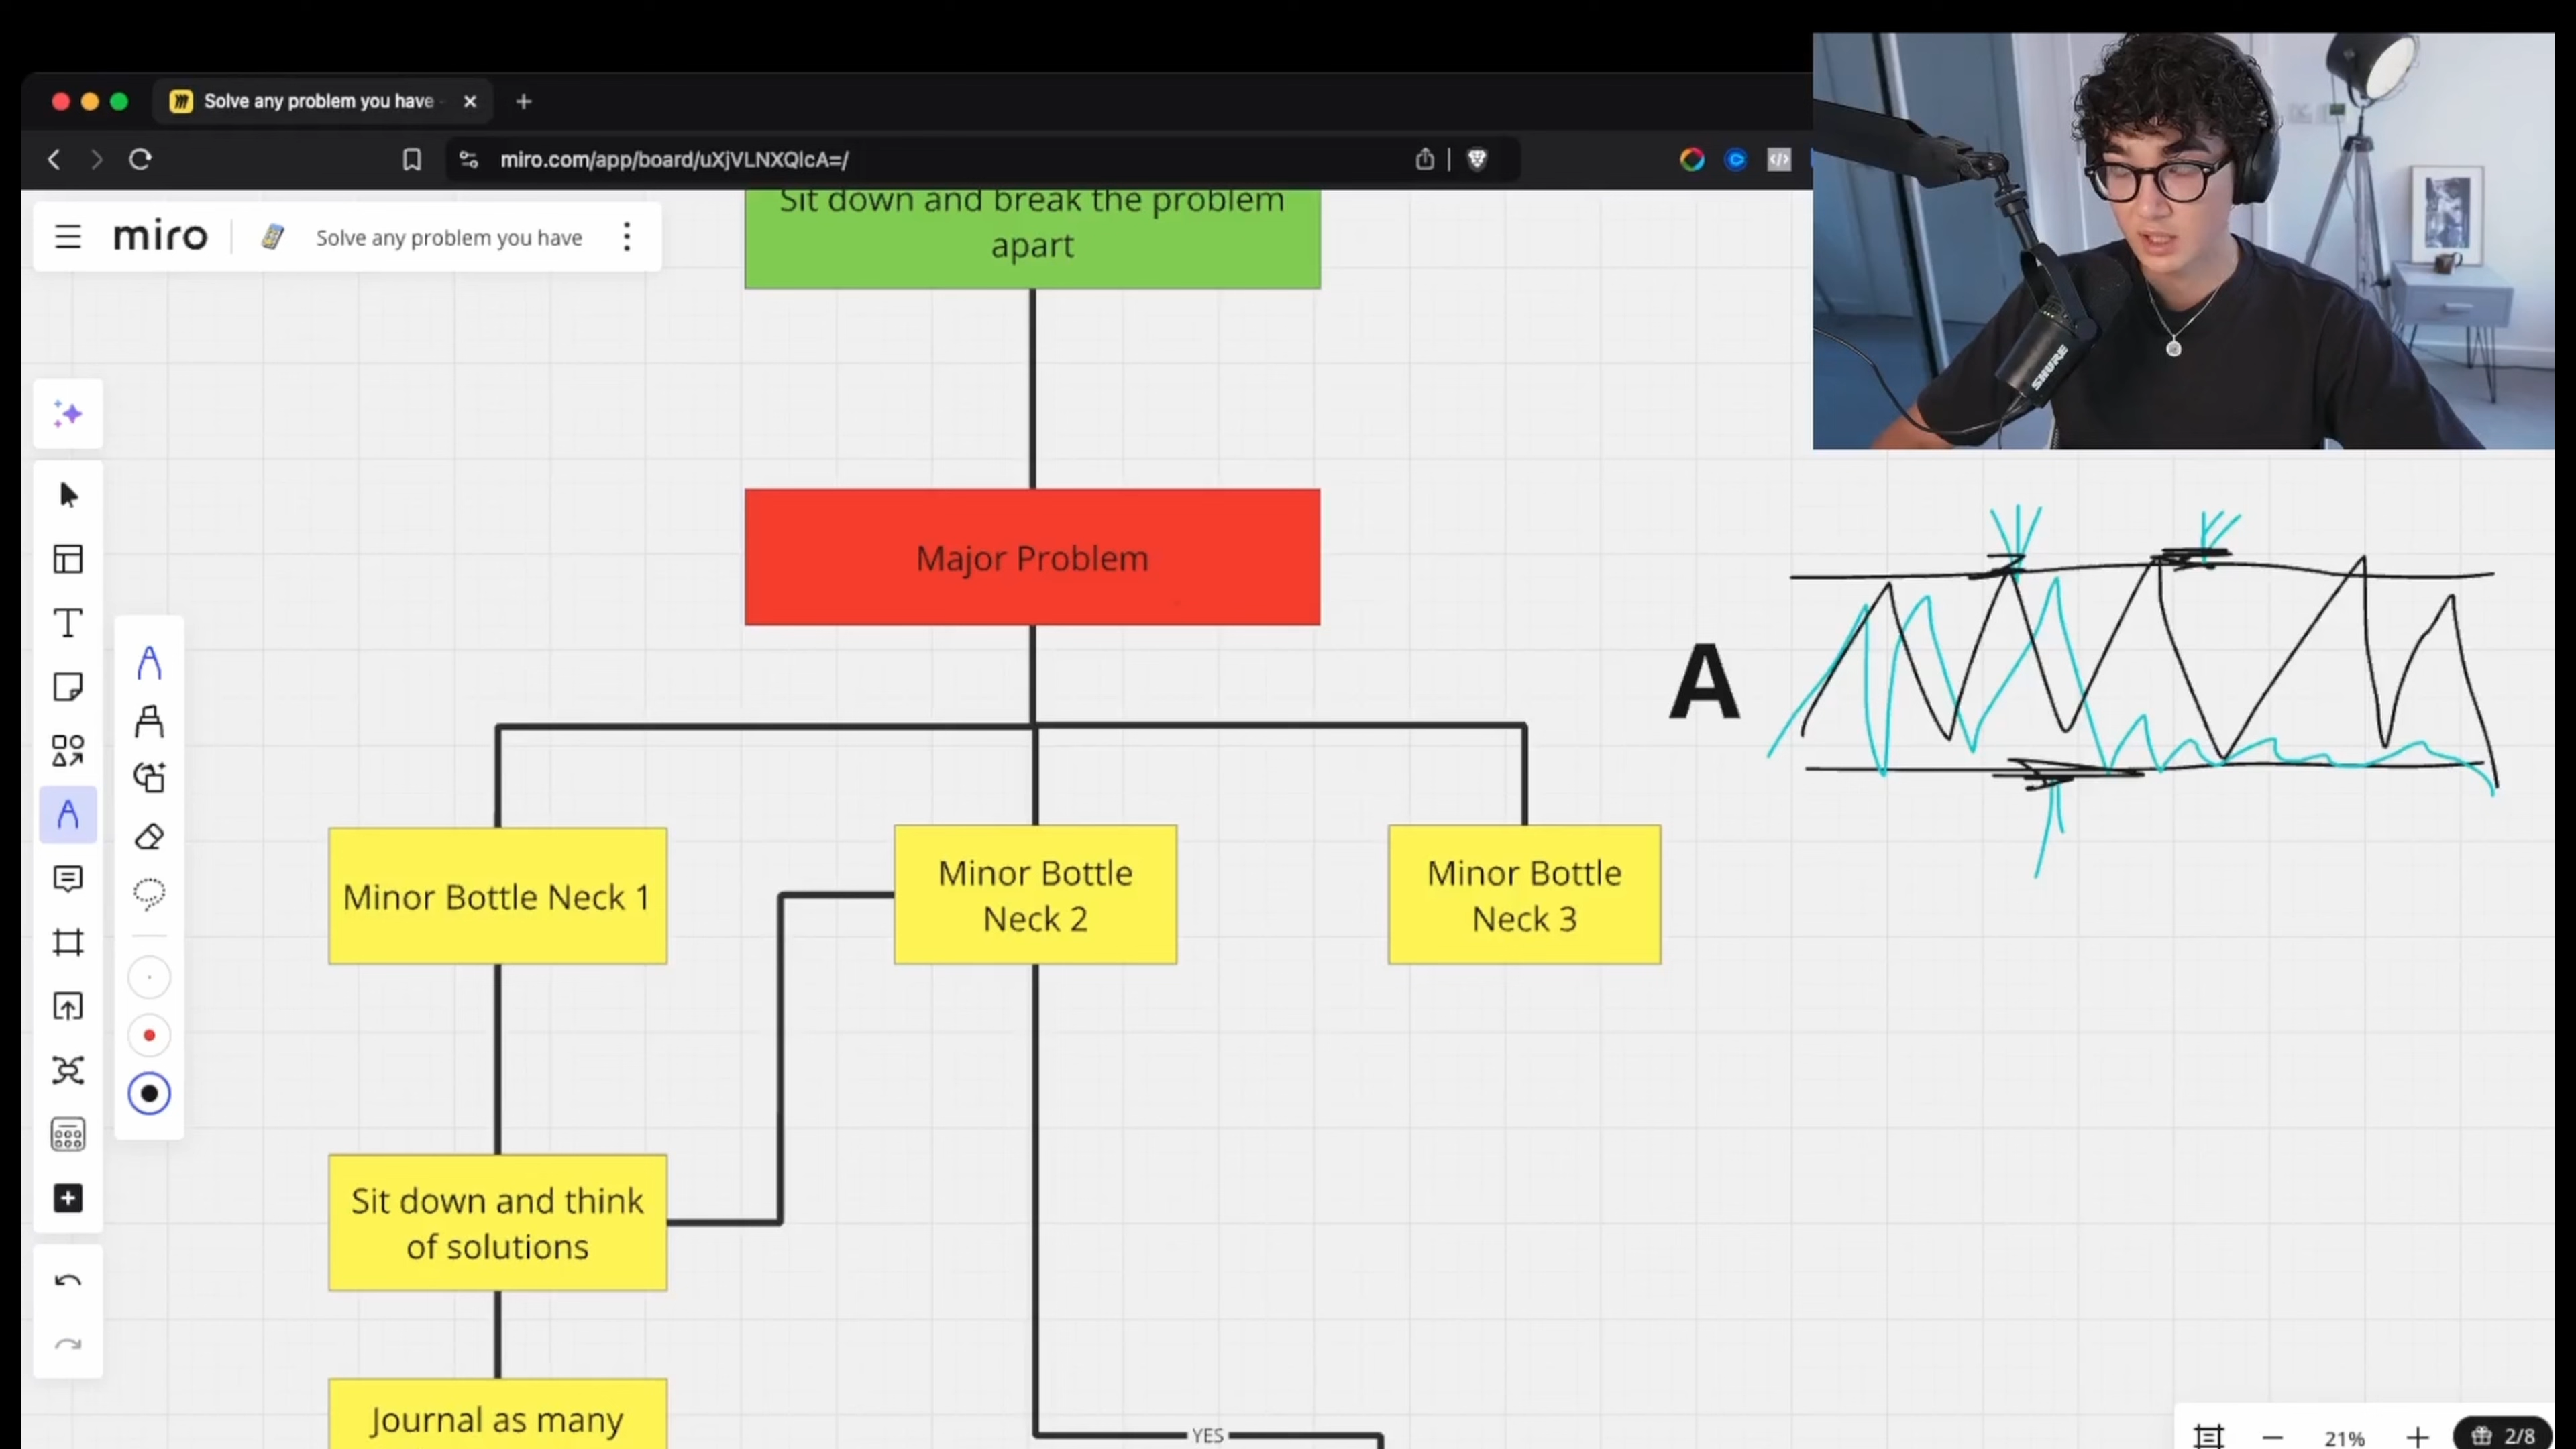 Solve any problem you have
miro.com/app/board/uXjVLNXQlcA=/
Sit down and break the problem
apart
miro
Solve any problem you have
Major Problem
SHURE
A
Minor Bottle Neck 1
Minor Bottle
Neck 2
Minor Bottle
Neck 3
Sit down and think
of solutions
Journal as many
YES
21%
2/8